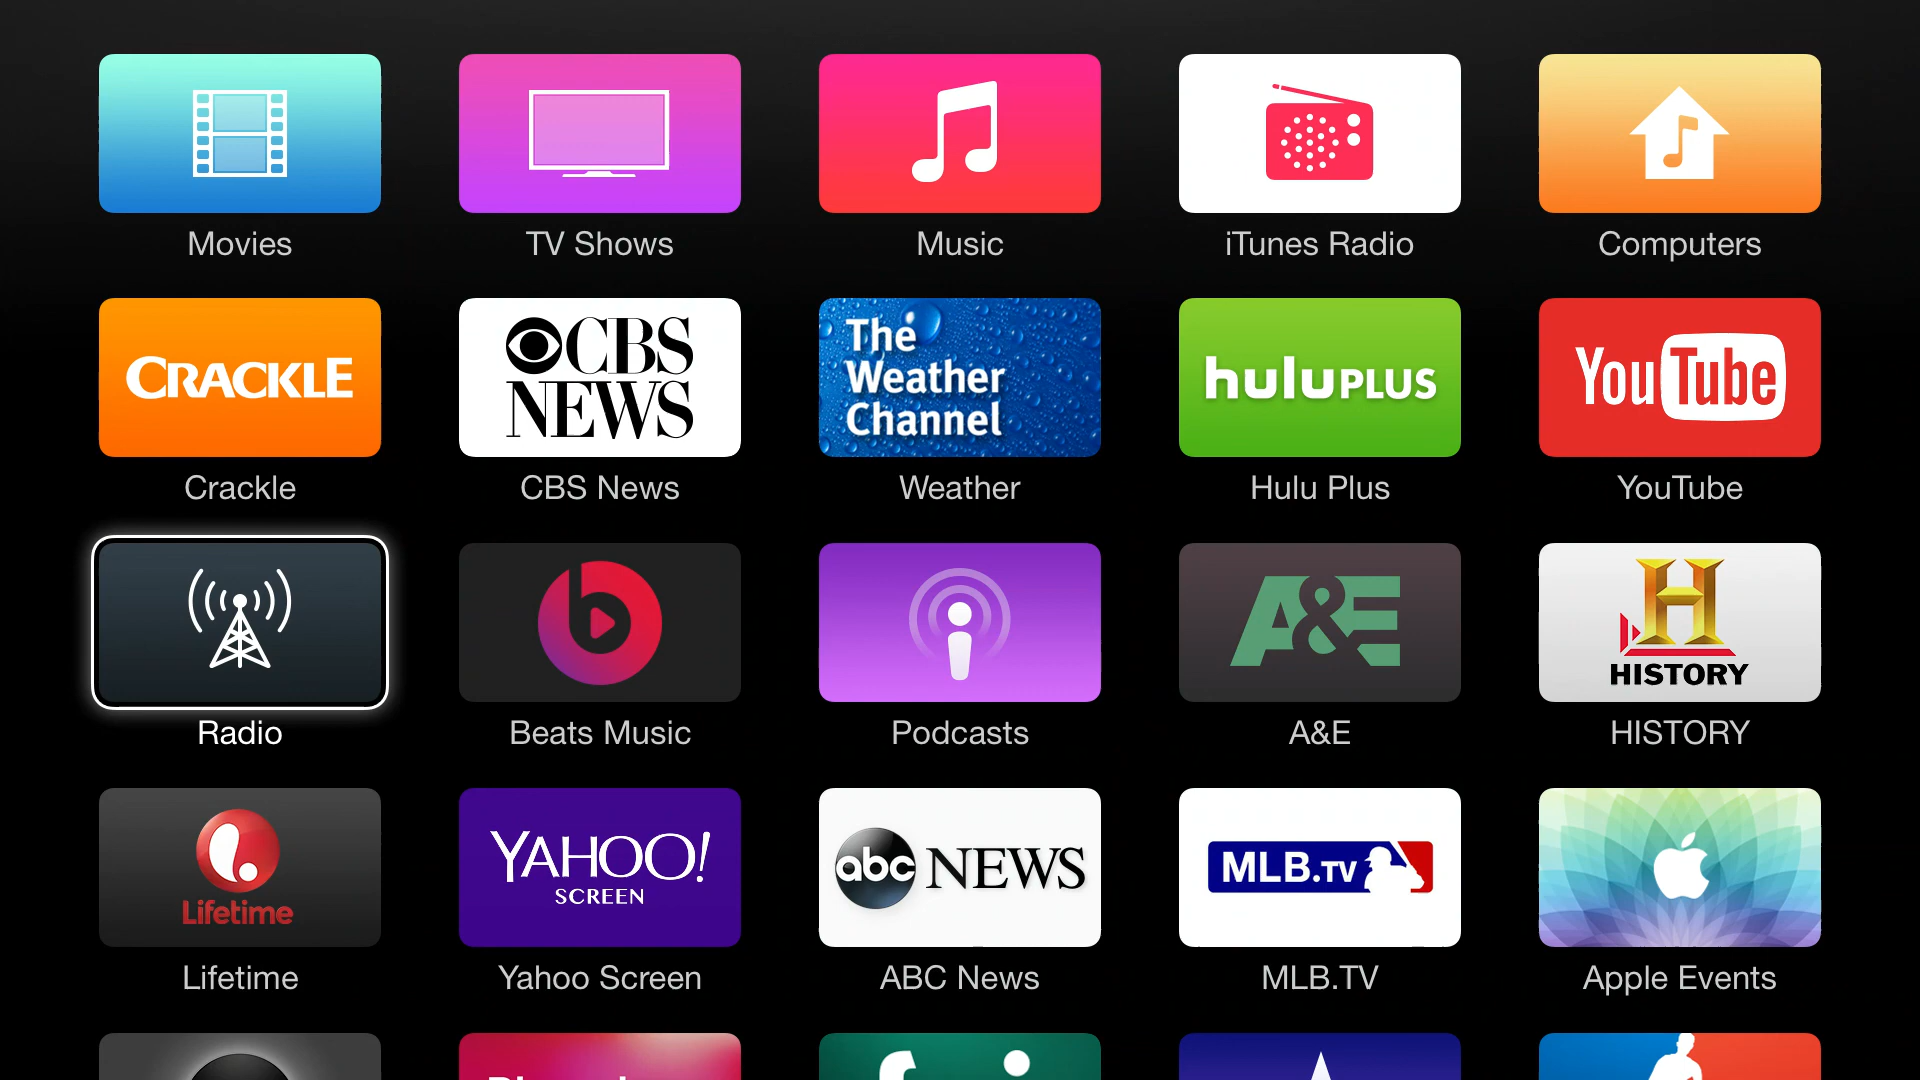 Movies
TV Shows
Music
iTunes Radio
Computers
CRACKLE
CBS
NEWS
The
Weather
Channel
huluPLUS
YouTube
Crackle
CBS News
Weather
Hulu Plus
YouTube
b
A&E
H
HISTORY
Radio
Beats Music
Podcasts
A&E
HISTORY
Lifetime
YAHOO!
SCREEN
abc NEWS
MLB.TV
Lifetime
Yahoo Screen
ABC News
MLB.TV
Apple Events